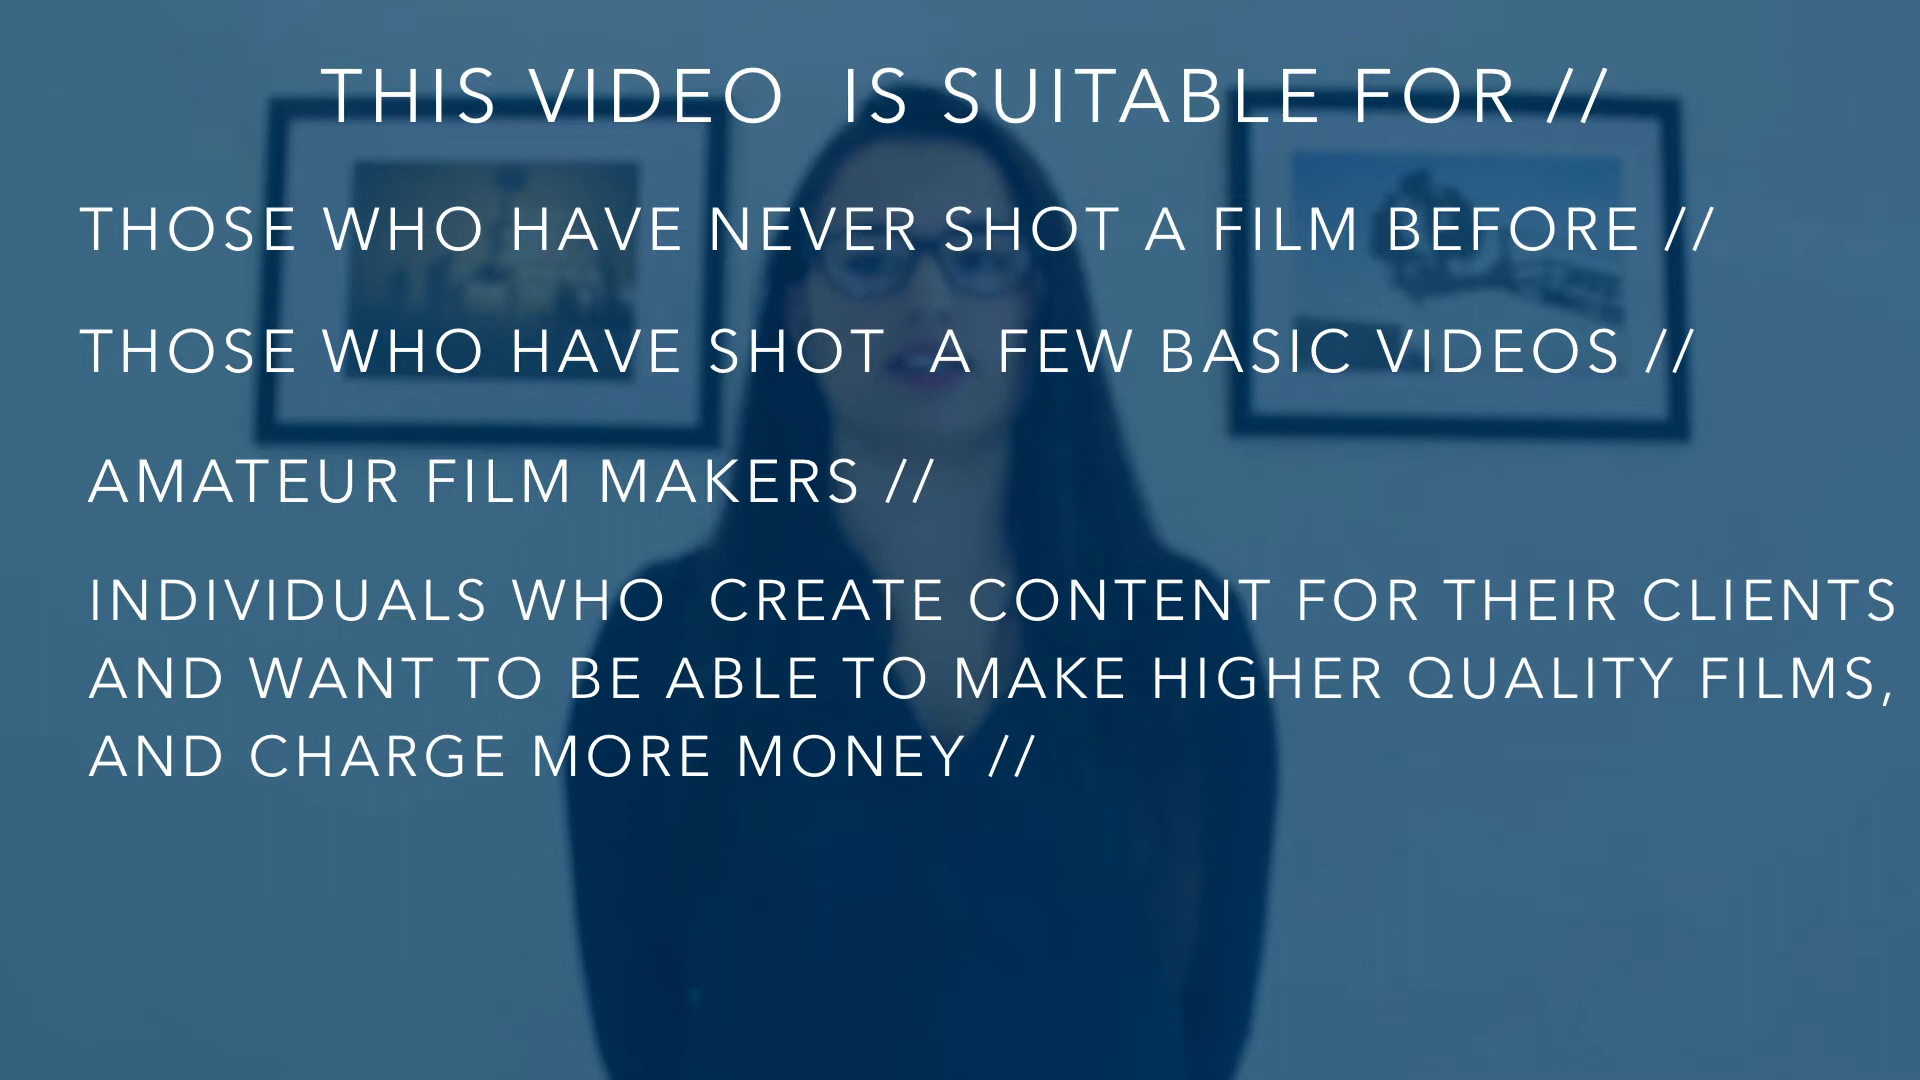 THIS VIDEO IS SUITABLE FOR //
THOSE WHO HAVE NEVER SHOT A FILM BEFORE //
THOSE WHO HAVE SHOT A FEW BASIC VIDEOS //
AMATEUR FILM MAKERS //
INDIVIDUALS WHO CREATE CONTENT FOR THEIR CLIENTS
AND WANT TO BE ABLE TO MAKE HIGHER QUALITY FILMS,
AND CHARGE MORE MONEY //